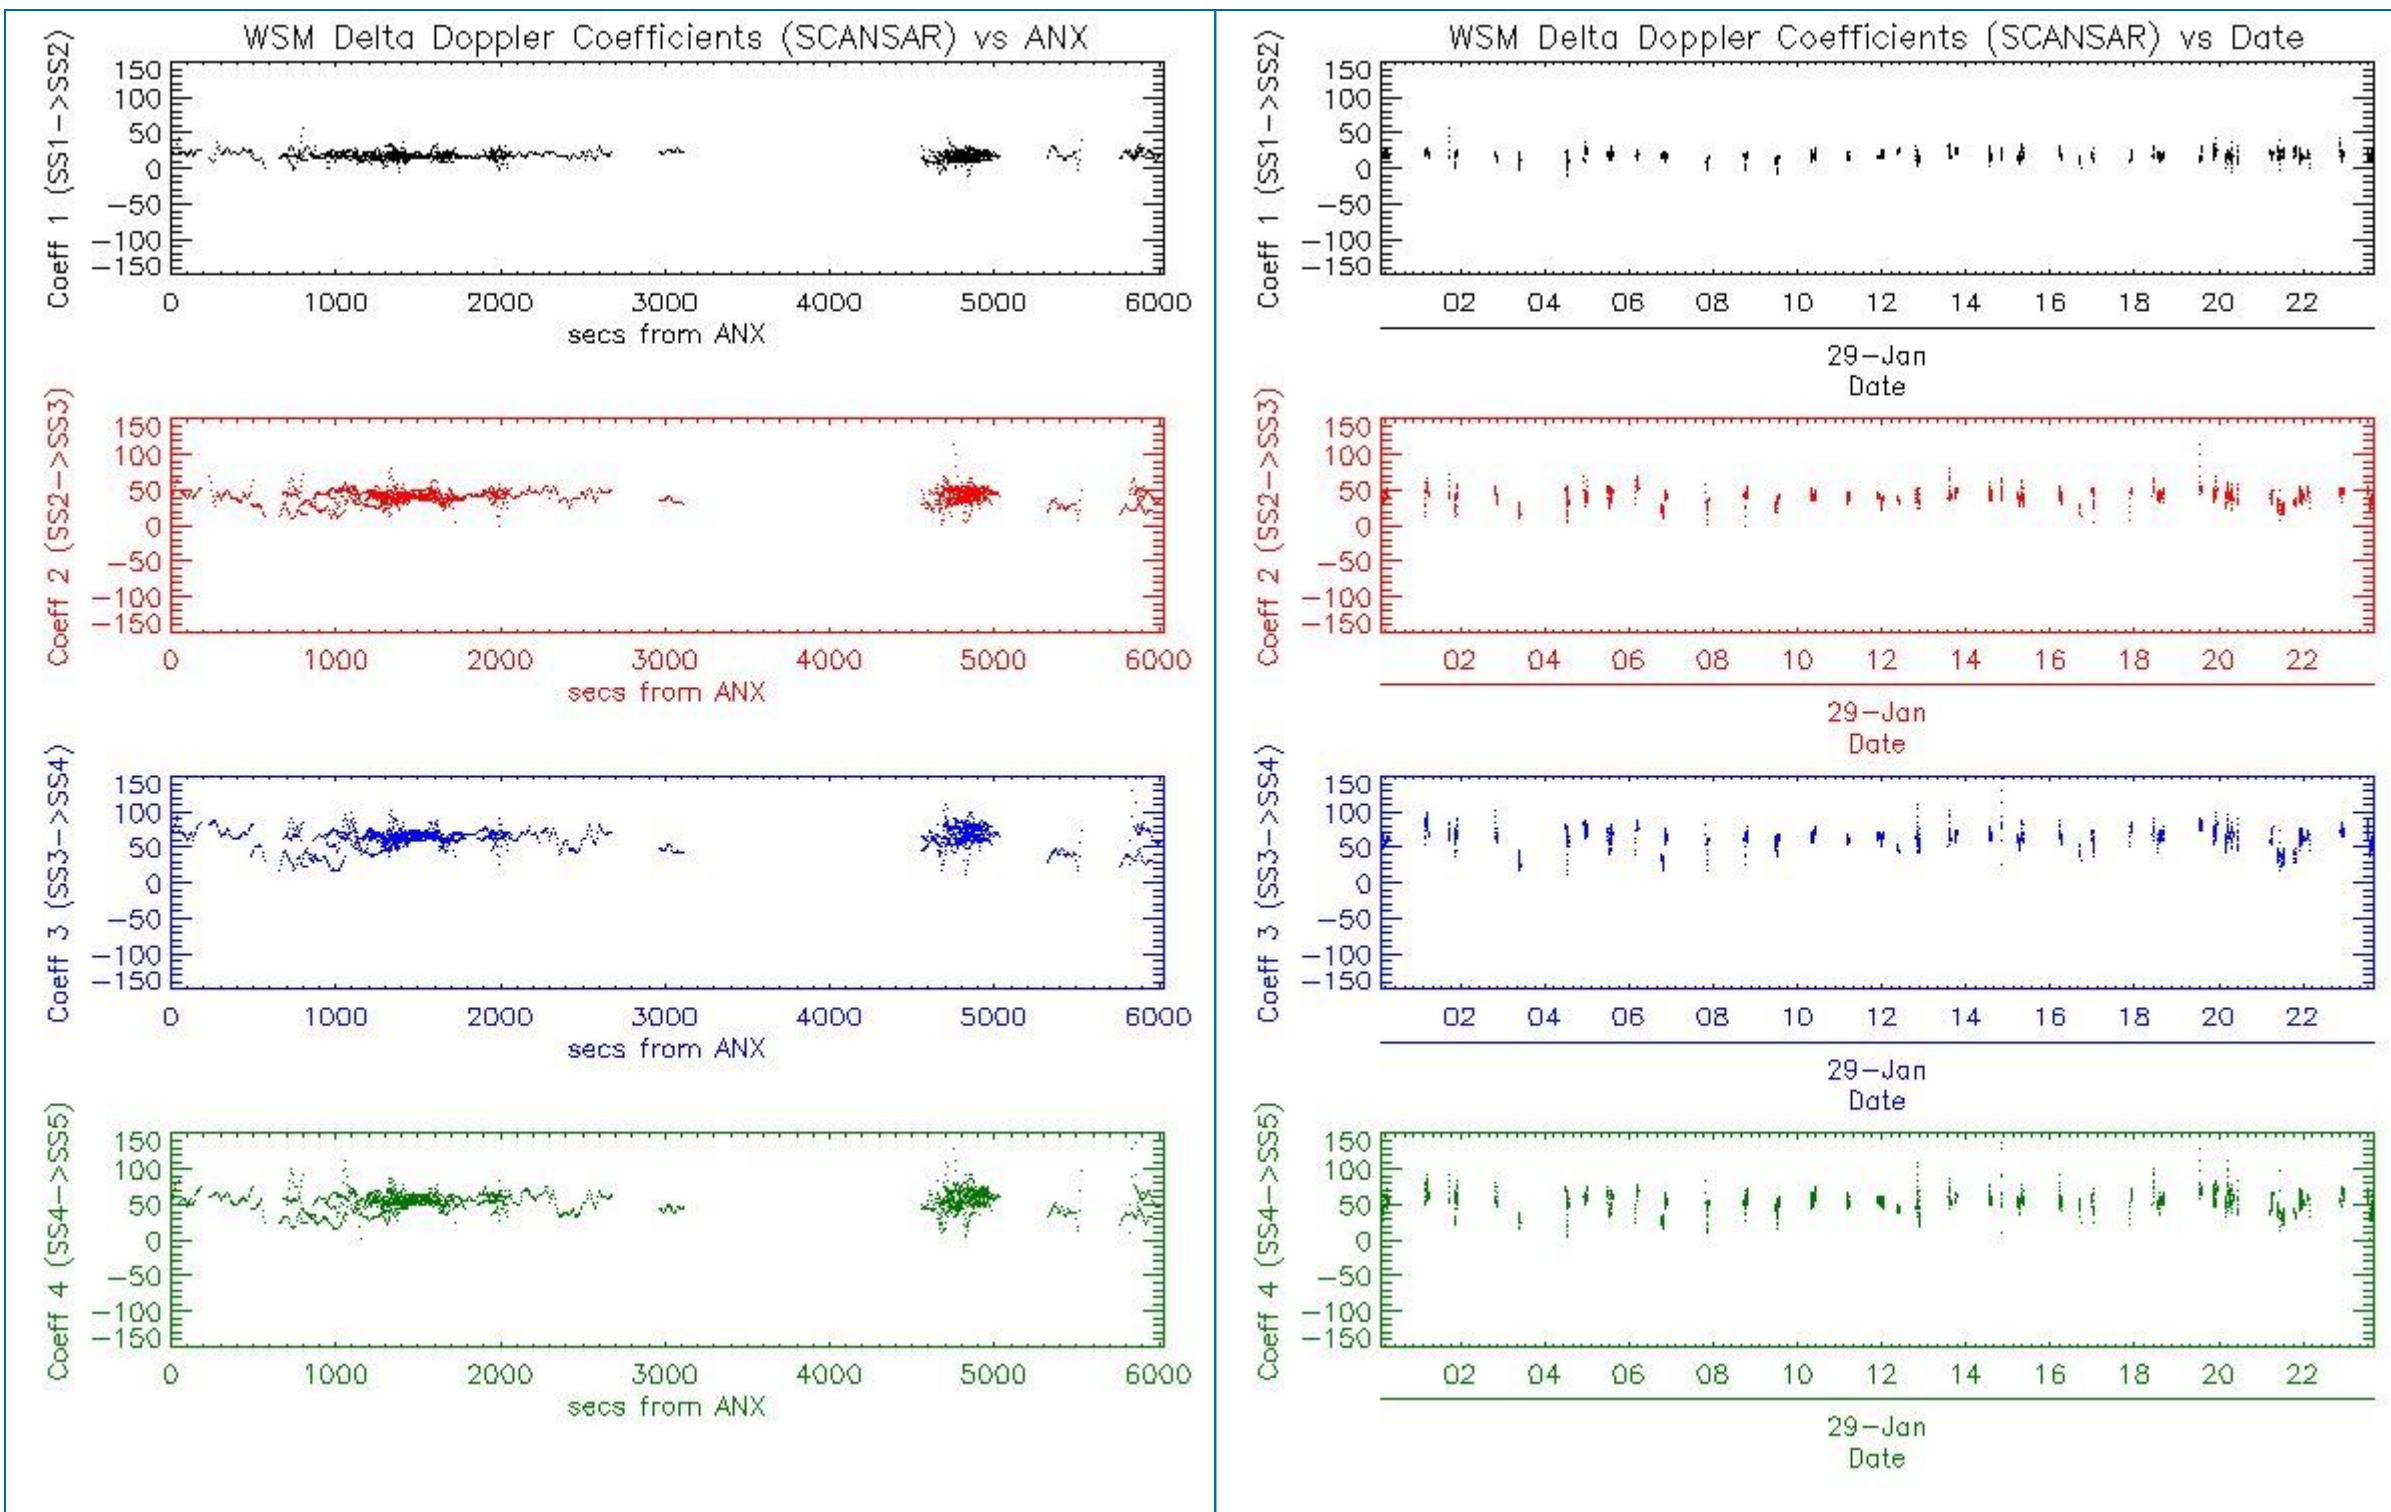 WSM Delta Doppler Coefficients (SCANSAR) vs ANX
Coeff 1 (SS1->SS2)
150
100
50
0
-50
-100
-150
0 1000 2000 3000 4000 5000 6000
secs from ANX
Coeff 2 (SS2->SS3)
150
100
50
0
-50
-100
-150
0 1000 2000 3000 4000 5000 6000
secs from ANX
Coeff 3 (SS3->SS4)
150
100
50
0
-50
-100
-150
0 1000 2000 3000 4000 5000 6000
secs from ANX
Coeff 4 (SS4->SS5)
150
100
50
0
-50
-100
-150
0 1000 2000 3000 4000 5000 6000
secs from ANX
WSM Delta Doppler Coefficients (SCANSAR) vs Date
Coeff 1 (SS1->SS2)
150
100
50
0
-50
-100
-150
02 04 06 08 10 12 14 16 18 20 22
29-Jan
Date
Coeff 2 (SS2->SS3)
150
100
50
0
-50
-100
-150
02 04 06 08 10 12 14 16 18 20 22
29-Jan
Date
Coeff 3 (SS3->SS4)
150
100
50
0
-50
-100
-150
02 04 06 08 10 12 14 16 18 20 22
29-Jan
Date
Coeff 4 (SS4->SS5)
150
100
50
0
-50
-100
-150
02 04 06 08 10 12 14 16 18 20 22
29-Jan
Date